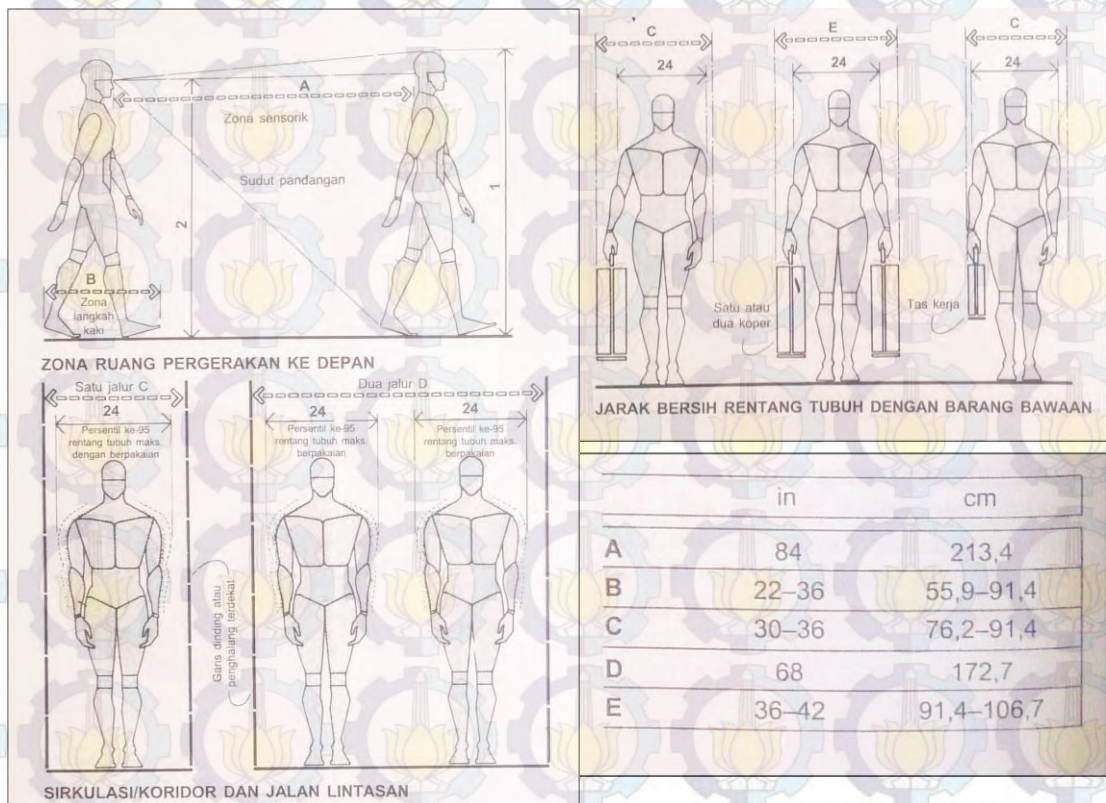 A
Zona sensorik
Sudut pandangan
2
1
B
Zona
langkah
kaki
ZONA RUANG PERGERAKAN KE DEPAN
Satu jalur C
24
Persentil ke-95
rentang tubuh maks.
dengan berpakaian
Dua jalur D
24
Persentil ke-95
rentang tubuh maks.
berpakaian
24
Persentil ke-95
rentang tubuh maks.
berpakaian
Garis dinding atau
penghalang terdekat
SIRKULASI/KORIDOR DAN JALAN LINTASAN
C
E
C
24
24
24
Satu atau
dua koper
Tas kerja
JARAK BERSIH RENTANG TUBUH DENGAN BARANG BAWAAN
in cm
A 84 213,4
B 22–36 55,9–91,4
C 30–36 76,2–91,4
D 68 172,7
E 36–42 91,4–106,7